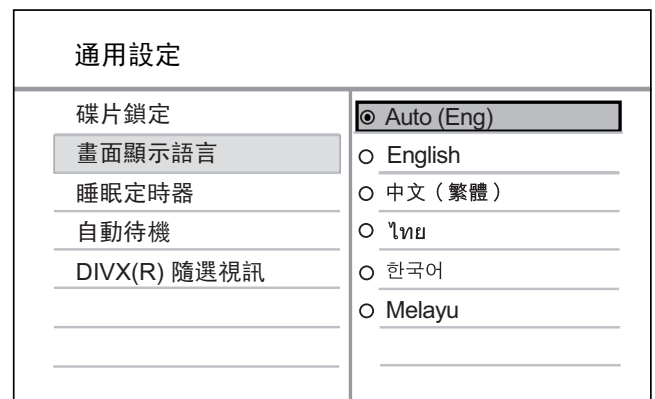 通用設定
碟片鎖定
畫面顯示語言
睡眠定時器
自動待機
DIVX(R) 隨選視訊
Auto (Eng)
English
中文（繁體）
ไทย
한국어
Melayu